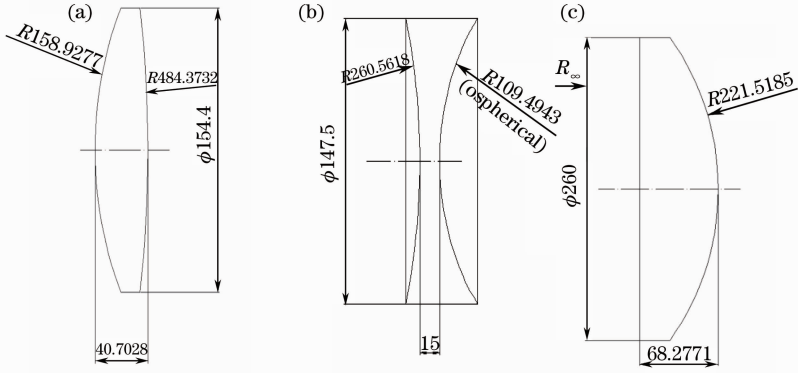 (a)
R158.9277
R484.3732
ϕ154.4
40.7028
(b)
R260.5618
R109.4943
(ospherical)
ϕ147.5
15
(c)
R∞
R221.5185
ϕ260
68.2771